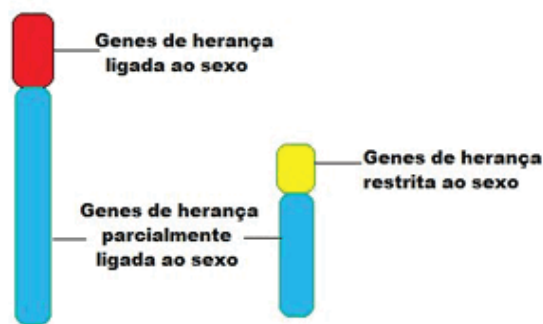 Genes de herança
ligada ao sexo
Genes de herança
restrita ao sexo
Genes de herança
parcialmente
ligada ao sexo